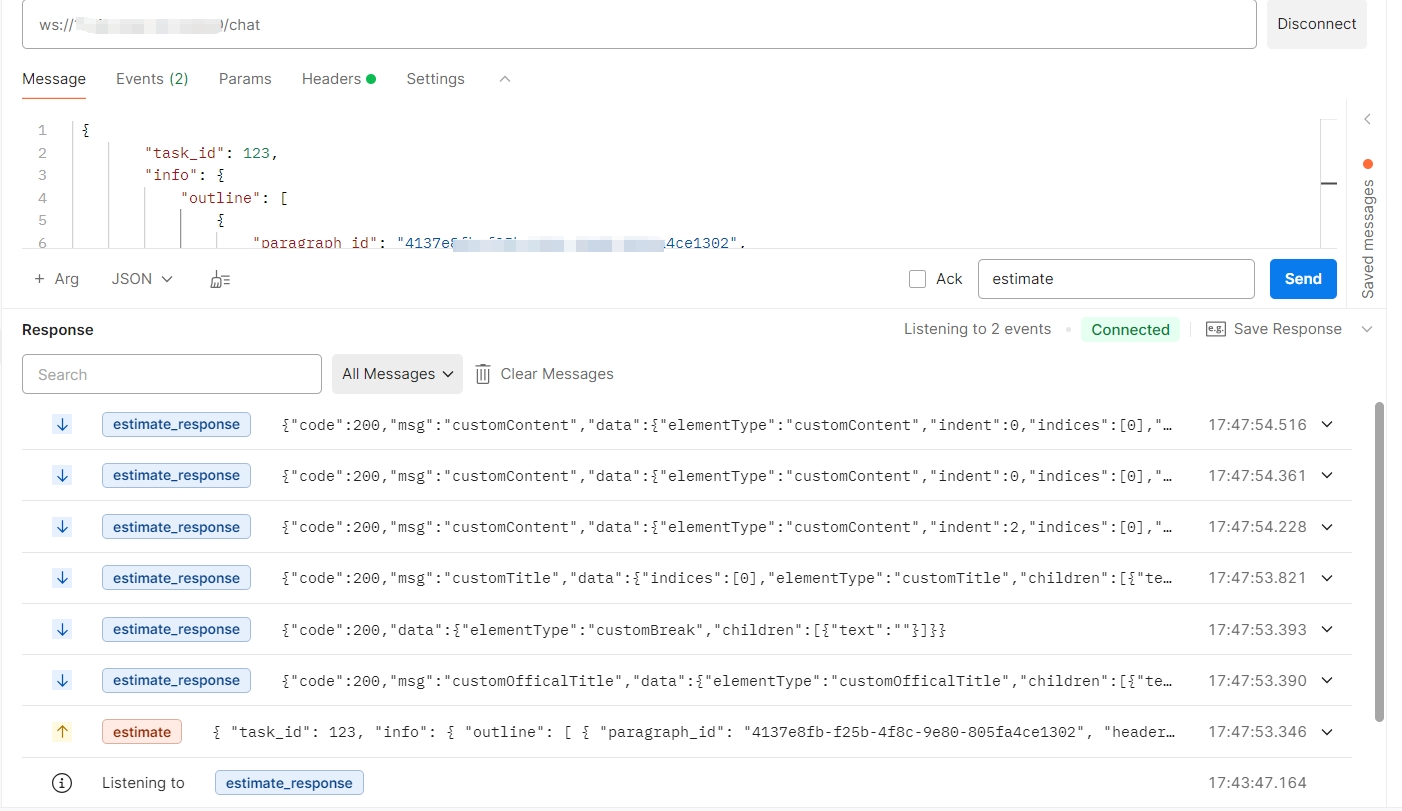 ws:// /chat
Disconnect
Message Events (2) Params Headers Settings
1 {
2 "task_id": 123,
3 "info": {
4 "outline": [
5 {
6 "paragraph_id": "4137e8fb-f25b 4ce1302",
Saved messages
+ Arg JSON Ack estimate Send
Response Listening to 2 events Connected e.g. Save Response
Search All Messages Clear Messages
estimate_response {"code":200,"msg":"customContent","data":{"elementType":"customContent","indent":0,"indices":[0],"… 17:47:54.516
estimate_response {"code":200,"msg":"customContent","data":{"elementType":"customContent","indent":0,"indices":[0],"… 17:47:54.361
estimate_response {"code":200,"msg":"customContent","data":{"elementType":"customContent","indent":2,"indices":[0],"… 17:47:54.228
estimate_response {"code":200,"msg":"customTitle","data":{"indices":[0],"elementType":"customTitle","children":[{"te… 17:47:53.821
estimate_response {"code":200,"data":{"elementType":"customBreak","children":[{"text":""}]}} 17:47:53.393
estimate_response {"code":200,"msg":"customOfficalTitle","data":{"elementType":"customOfficalTitle","children":[{"te… 17:47:53.390
estimate { "task_id": 123, "info": { "outline": [ { "paragraph_id": "4137e8fb-f25b-4f8c-9e80-805fa4ce1302", "header… 17:47:53.346
Listening to estimate_response 17:43:47.164